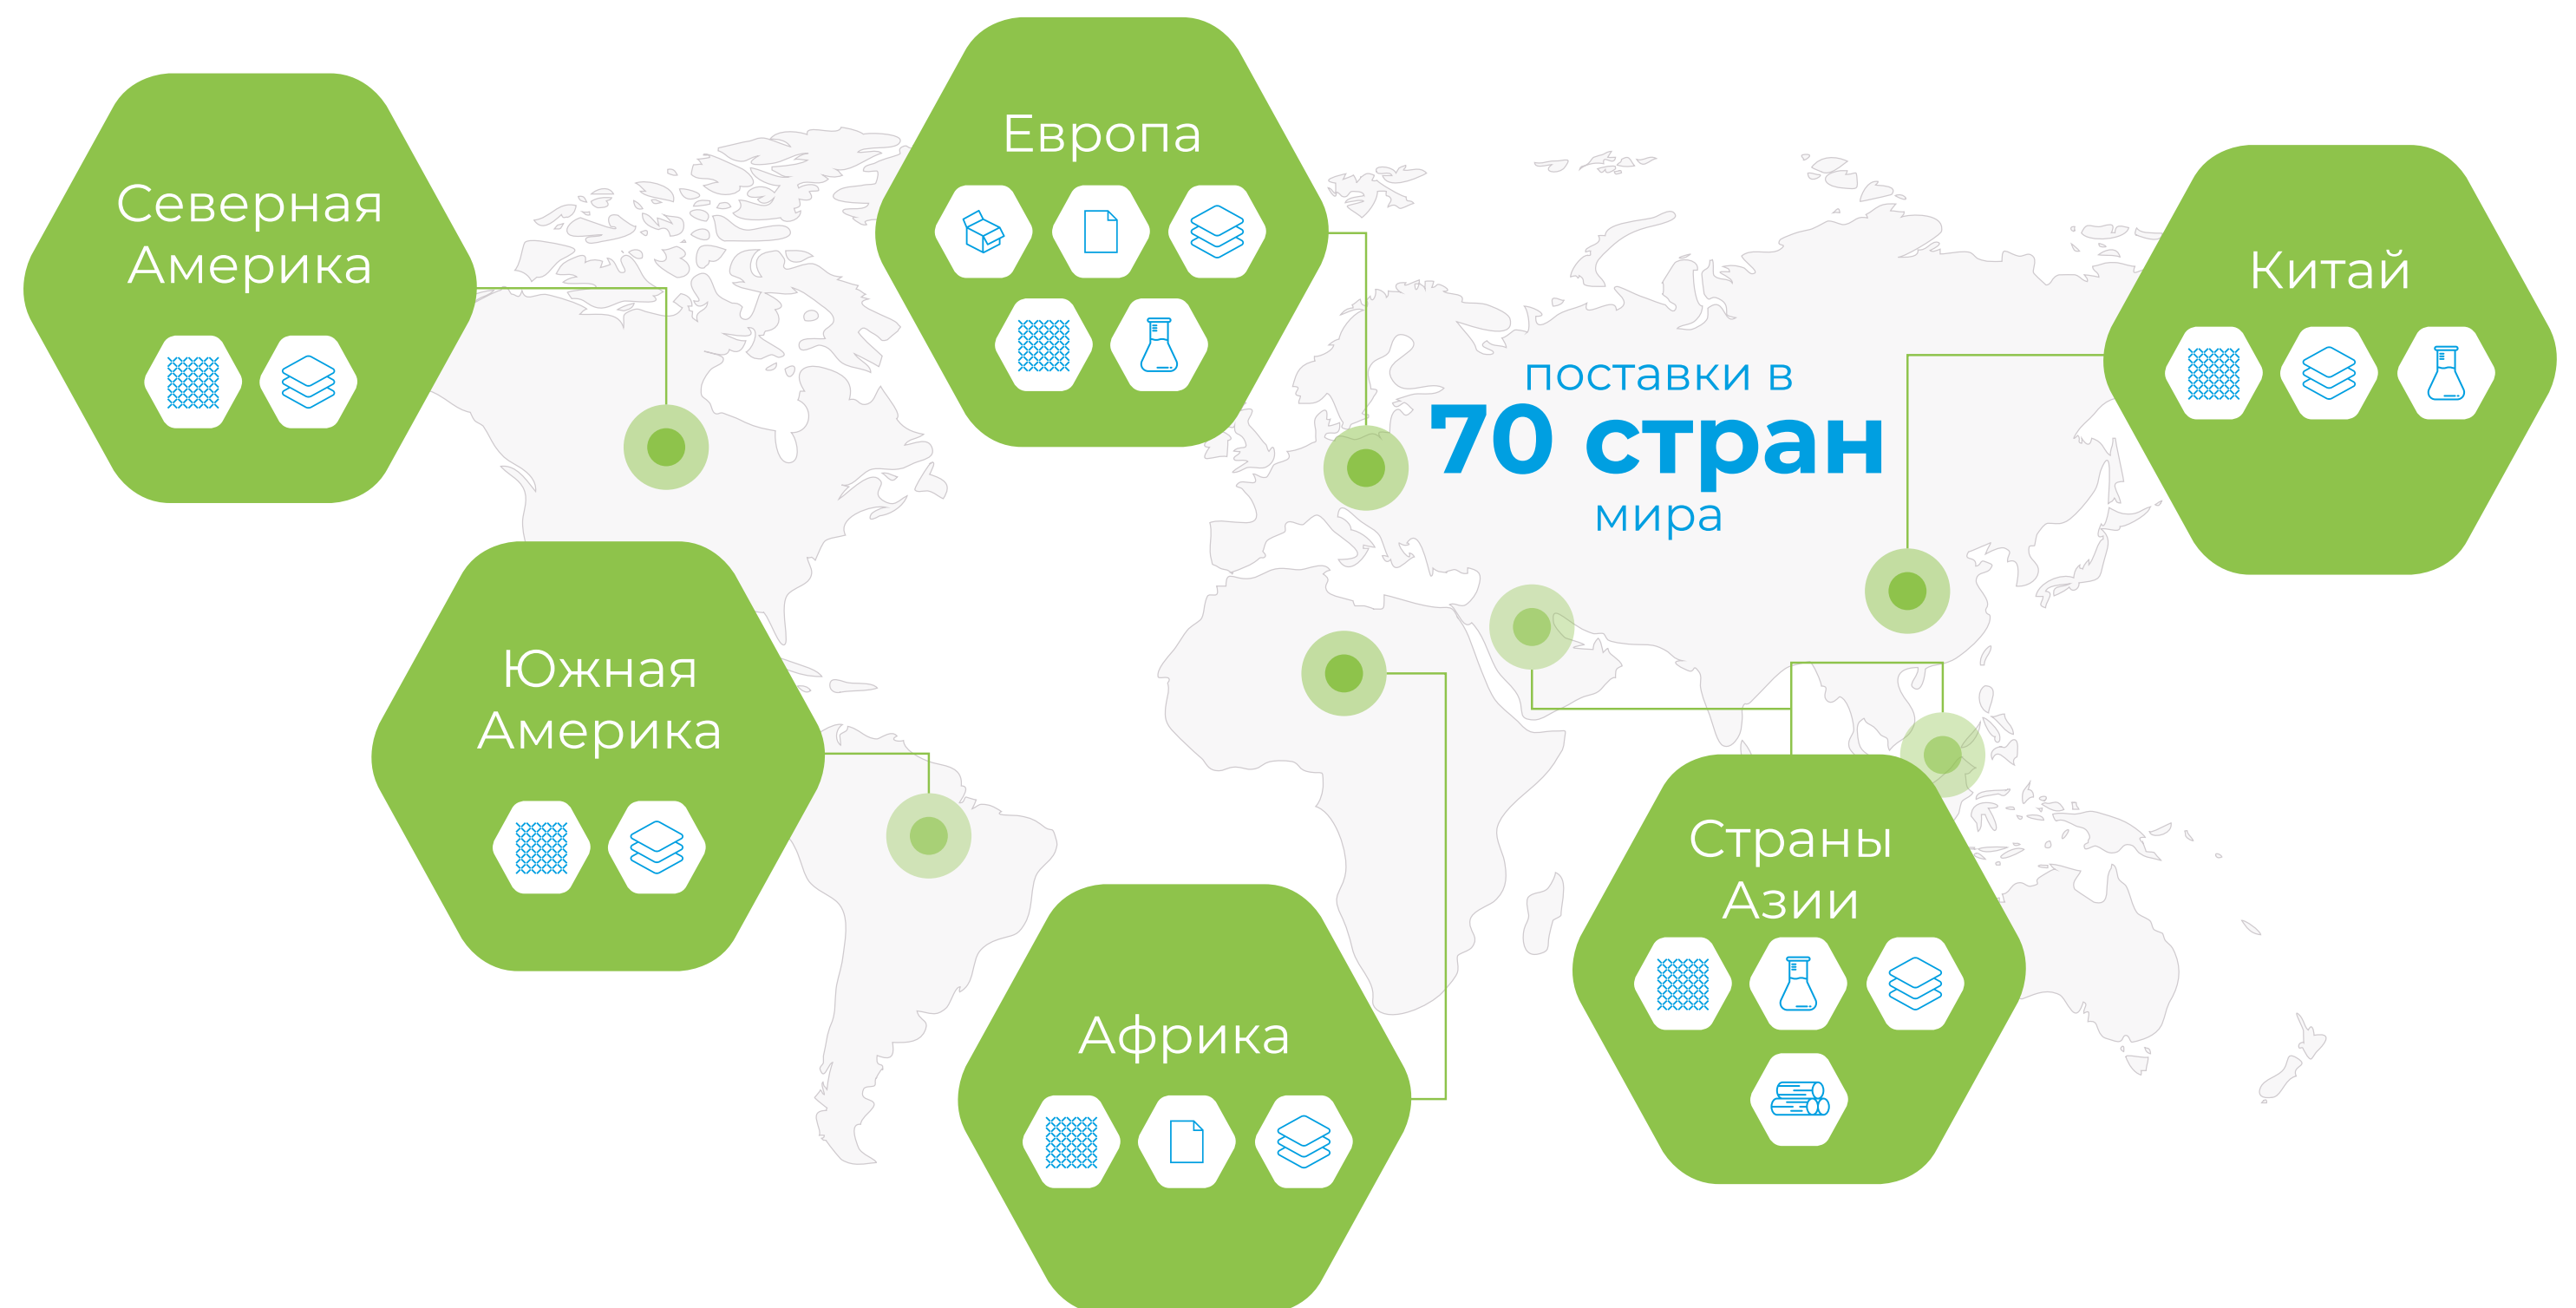 Европа
Северная
Америка
Китай
поставки в
70 стран
мира
Южная
Америка
Страны
Азии
Африка